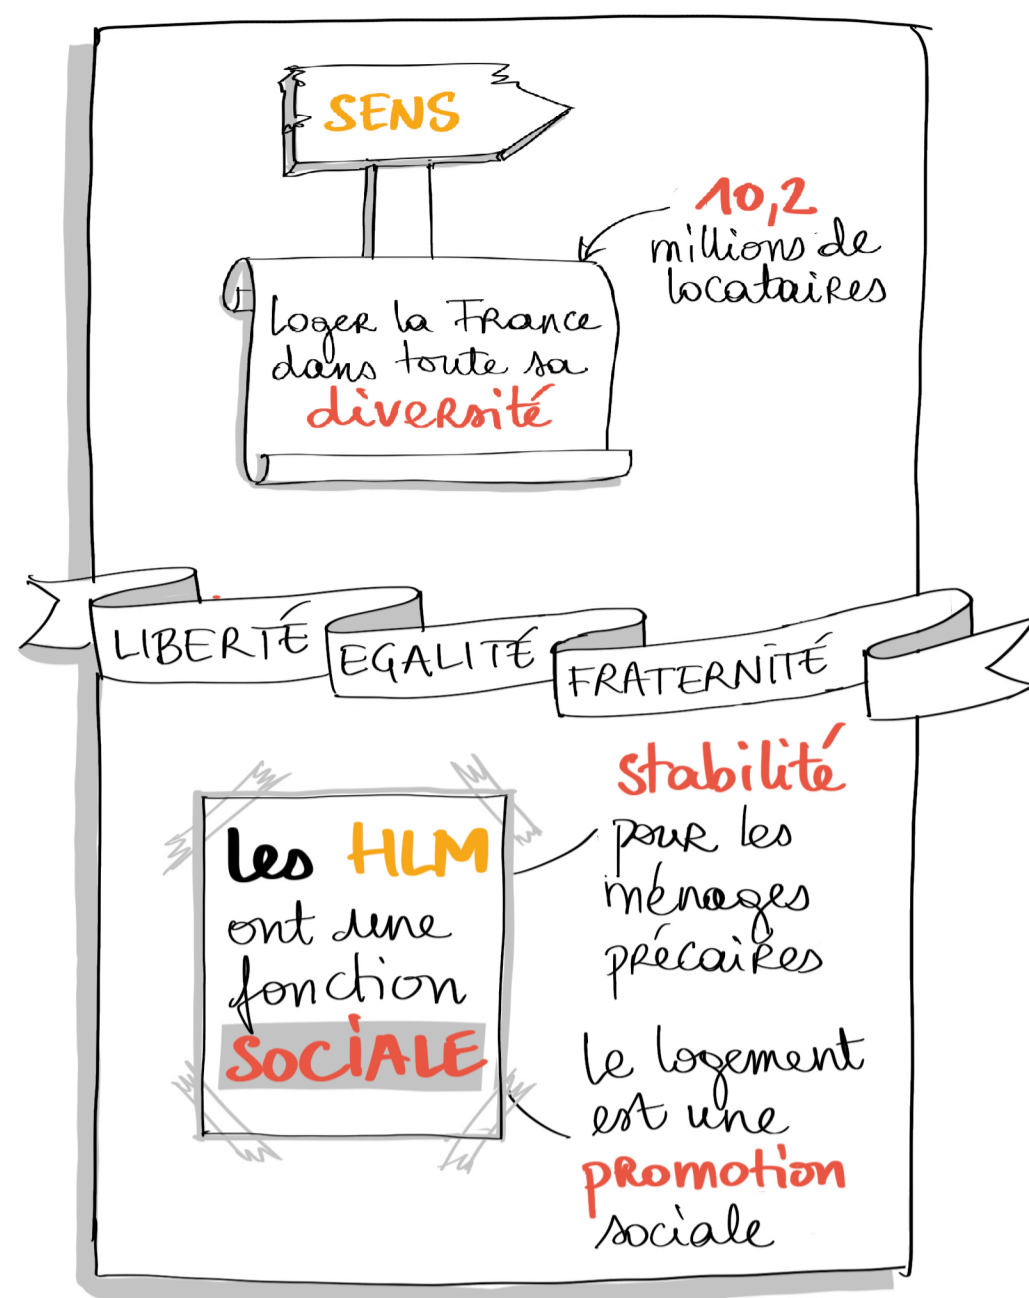 SENS
10,2
millions de
locataires
Loger la France
dans toute sa
diversité
LIBERTÉ EGALITÉ FRATERNITÉ
les HLM
ont une
fonction
SOCIALE
stabilité
pour les
ménages
précaires
le logement
est une
promotion
sociale